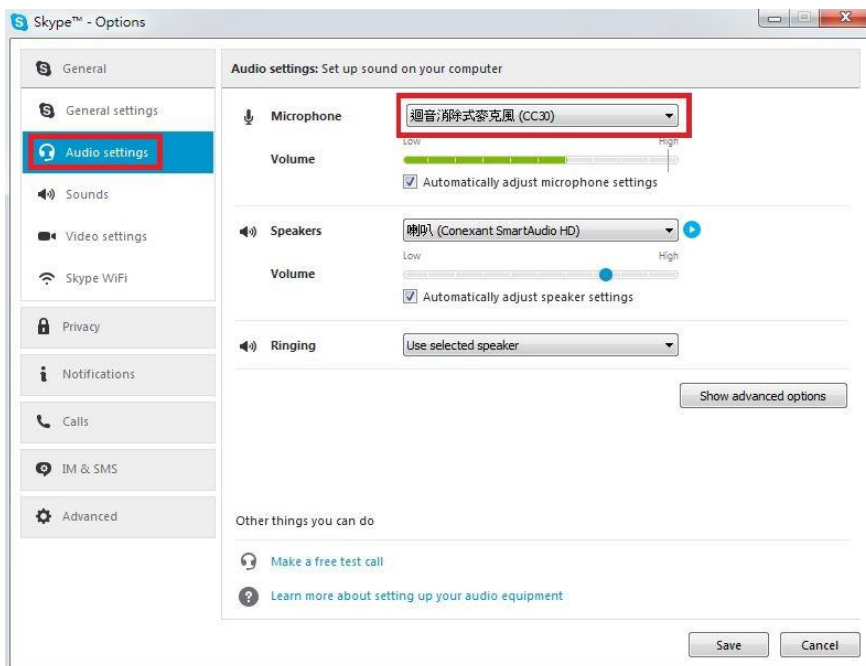 Skype™ - Options
General
General settings
Audio settings
Sounds
Video settings
Skype WiFi
Privacy
Notifications
Calls
IM & SMS
Advanced
Audio settings: Set up sound on your computer
Microphone
迴音消除式麥克風 (CC30)
Low High
Volume
Automatically adjust microphone settings
Speakers
喇叭 (Conexant SmartAudio HD)
Low High
Volume
Automatically adjust speaker settings
Ringing
Use selected speaker
Show advanced options
Other things you can do
Make a free test call
Learn more about setting up your audio equipment
Save Cancel